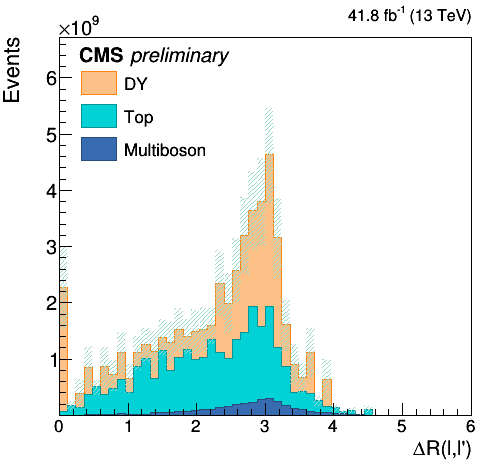 41.8 fb⁻¹ (13 TeV)
×10⁹
Events
CMS preliminary
DY
Top
Multiboson
6
5
4
3
2
1
0 1 2 3 4 5 6
ΔR(l,l')